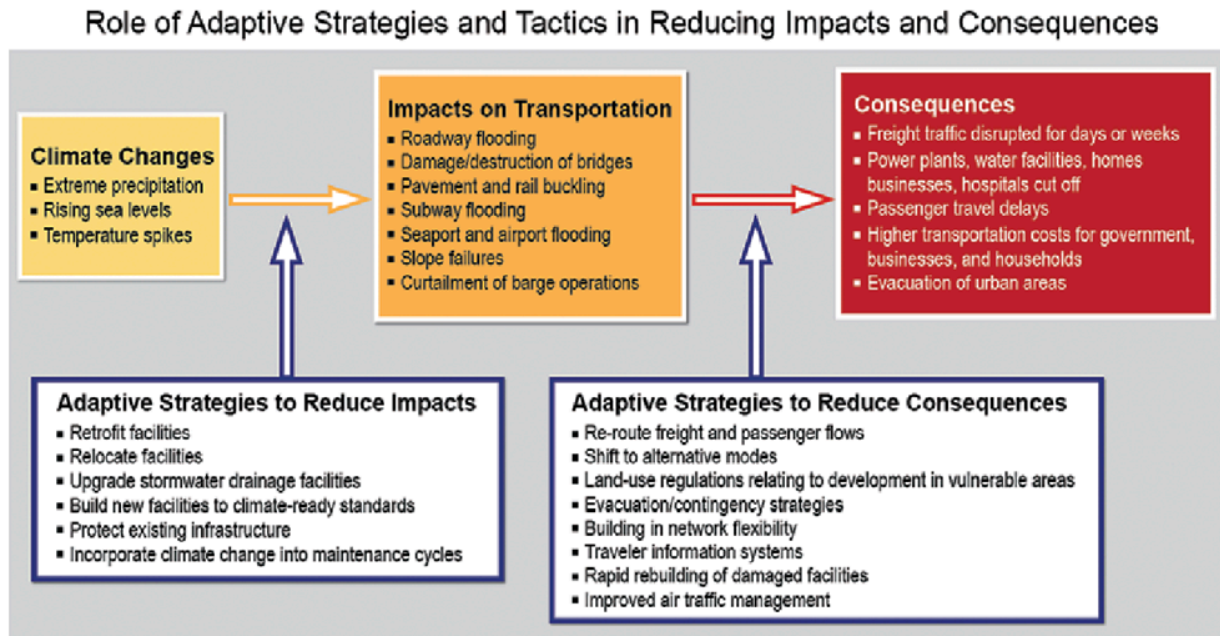 Role of Adaptive Strategies and Tactics in Reducing Impacts and Consequences
Climate Changes
▪ Extreme precipitation
▪ Rising sea levels
▪ Temperature spikes
Impacts on Transportation
▪ Roadway flooding
▪ Damage/destruction of bridges
▪ Pavement and rail buckling
▪ Subway flooding
▪ Seaport and airport flooding
▪ Slope failures
▪ Curtailment of barge operations
Consequences
▪ Freight traffic disrupted for days or weeks
▪ Power plants, water facilities, homes
businesses, hospitals cut off
▪ Passenger travel delays
▪ Higher transportation costs for government,
businesses, and households
▪ Evacuation of urban areas
Adaptive Strategies to Reduce Impacts
▪ Retrofit facilities
▪ Relocate facilities
▪ Upgrade stormwater drainage facilities
▪ Build new facilities to climate-ready standards
▪ Protect existing infrastructure
▪ Incorporate climate change into maintenance cycles
Adaptive Strategies to Reduce Consequences
▪ Re-route freight and passenger flows
▪ Shift to alternative modes
▪ Land-use regulations relating to development in vulnerable areas
▪ Evacuation/contingency strategies
▪ Building in network flexibility
▪ Traveler information systems
▪ Rapid rebuilding of damaged facilities
▪ Improved air traffic management